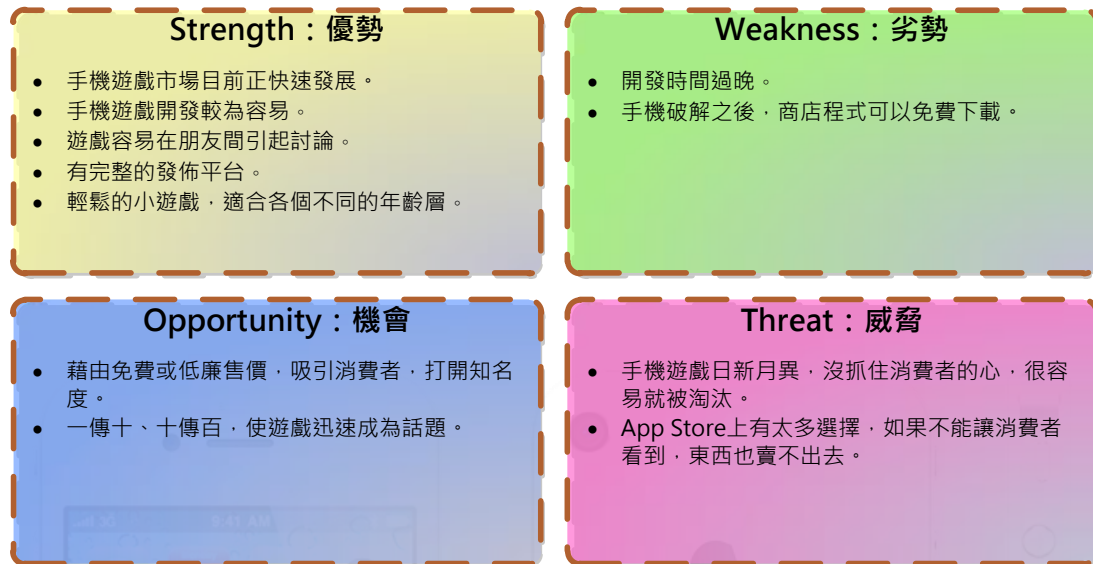 Strength：優勢
● 手機遊戲市場目前正快速發展。
● 手機遊戲開發較為容易。
● 遊戲容易在朋友間引起討論。
● 有完整的發佈平台。
● 輕鬆的小遊戲，適合各個不同的年齡層。
Weakness：劣勢
● 開發時間過晚。
● 手機破解之後，商店程式可以免費下載。
Opportunity：機會
● 藉由免費或低廉售價，吸引消費者，打開知名
度。
● 一傳十、十傳百，使遊戲迅速成為話題。
9:41 AM
Threat：威脅
● 手機遊戲日新月異，沒抓住消費者的心，很容
易就被淘汰。
● App Store上有太多選擇，如果不能讓消費者
看到，東西也賣不出去。